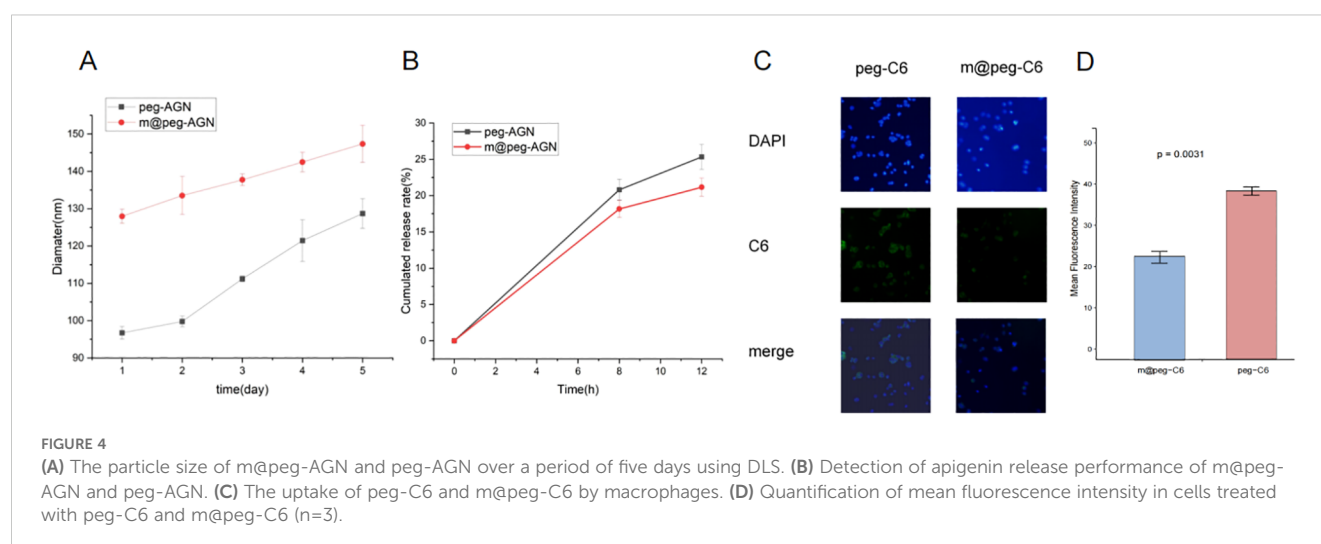 A
peg-AGN
m@peg-AGN
Diamater(nm)
150
140
130
120
110
100
90
1 2 3 4 5
time(day)
B
peg-AGN
m@peg-AGN
Cumulated release rate(%)
30
25
20
15
10
5
0
0 2 4 6 8 10 12
Time(h)
C
peg-C6 m@peg-C6
DAPI
C6
merge
D
p = 0.0031
Mean Fluorescence Intensity
50
40
30
20
10
0
m@peg-C6 peg-C6
FIGURE 4
(A) The particle size of m@peg-AGN and peg-AGN over a period of five days using DLS. (B) Detection of apigenin release performance of m@peg-
AGN and peg-AGN. (C) The uptake of peg-C6 and m@peg-C6 by macrophages. (D) Quantification of mean fluorescence intensity in cells treated
with peg-C6 and m@peg-C6 (n=3).